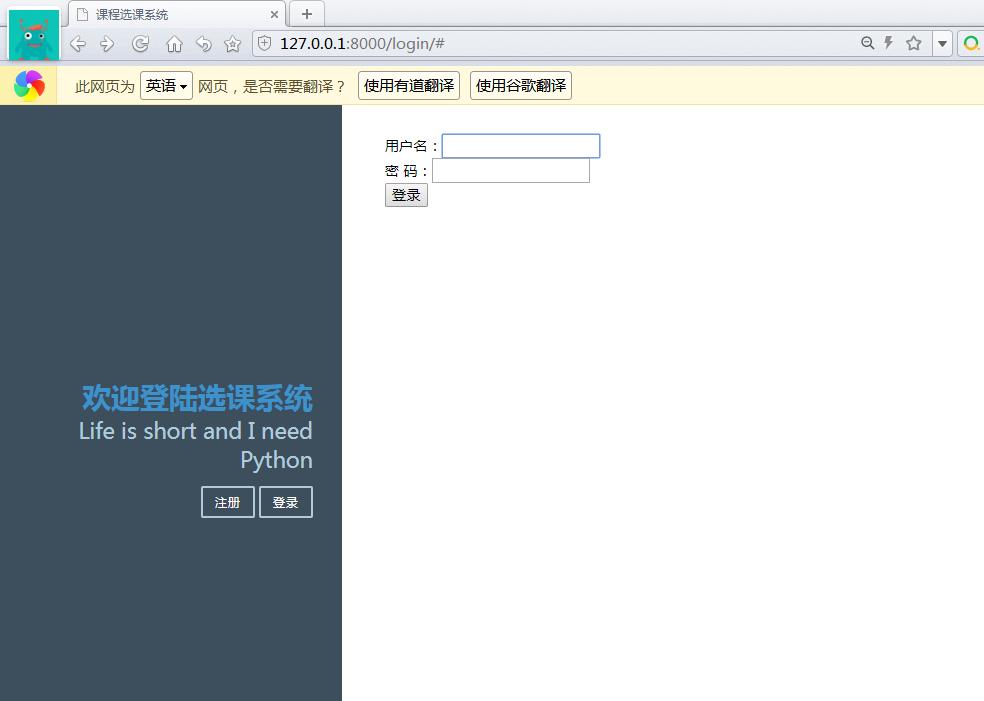 课程选课系统
127.0.0.1:8000/login/#
此网页为 英语 网页，是否需要翻译？ 使用有道翻译 使用谷歌翻译
用户名：
密 码：
登录
欢迎登陆选课系统
Life is short and I need
Python
注册 登录